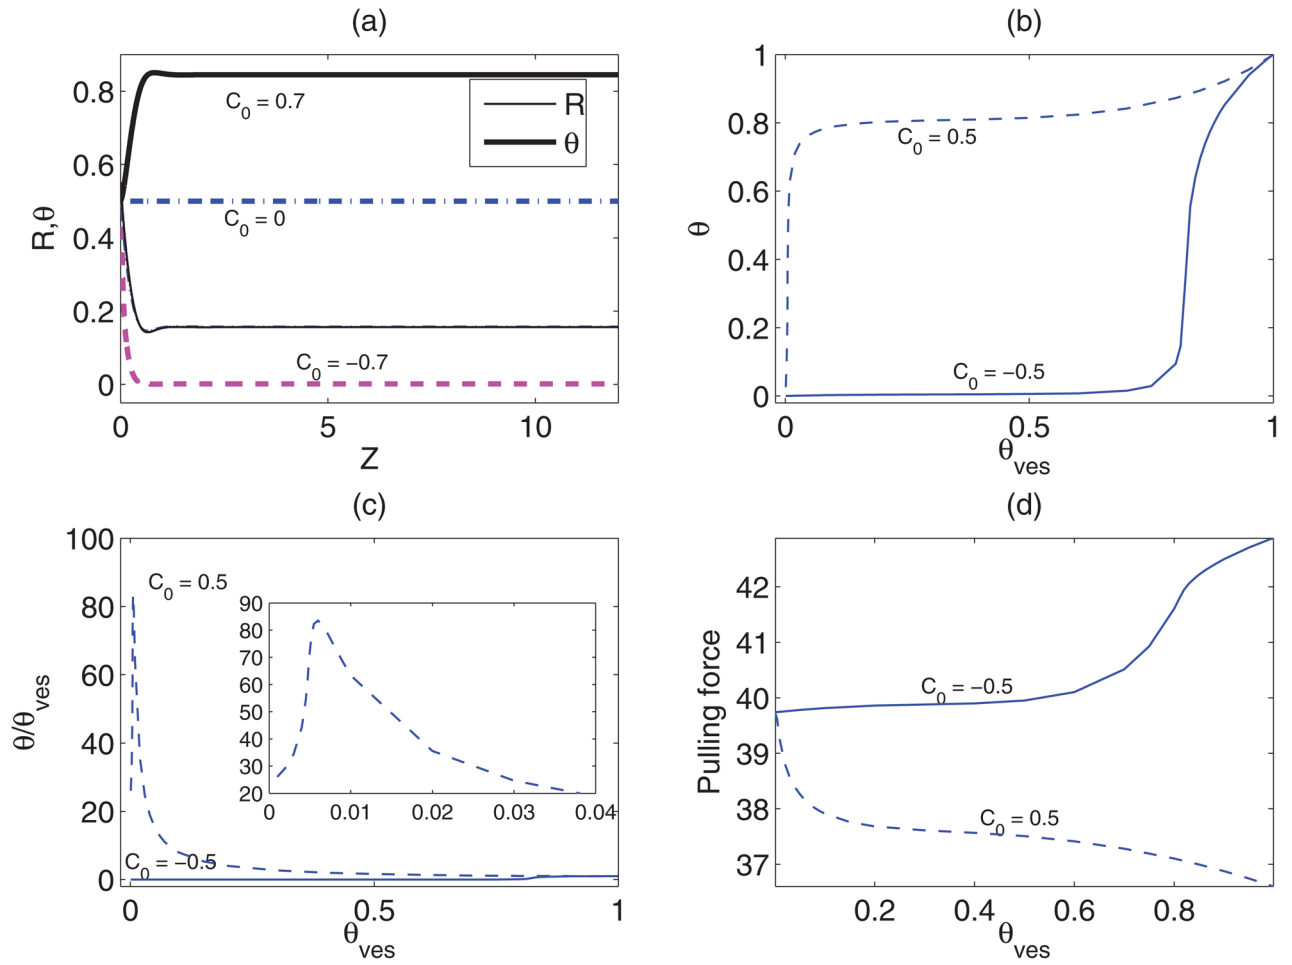 (a)
R,θ
0.8
0.6
0.4
0.2
0
C0 = 0.7
R
θ
C0 = 0
C0 = −0.7
0 5 10
Z
(b)
θ
1
0.8
0.6
0.4
0.2
0
C0 = 0.5
C0 = −0.5
0 0.5 1
θves
(c)
θ/θves
100
80
60
40
20
0
C0 = 0.5
90
80
70
60
50
40
30
20
0 0.01 0.02 0.03 0.04
C0 = −0.5
0 0.5 1
θves
(d)
Pulling force
42
41
40
39
38
37
C0 = −0.5
C0 = 0.5
0.2 0.4 0.6 0.8
θves